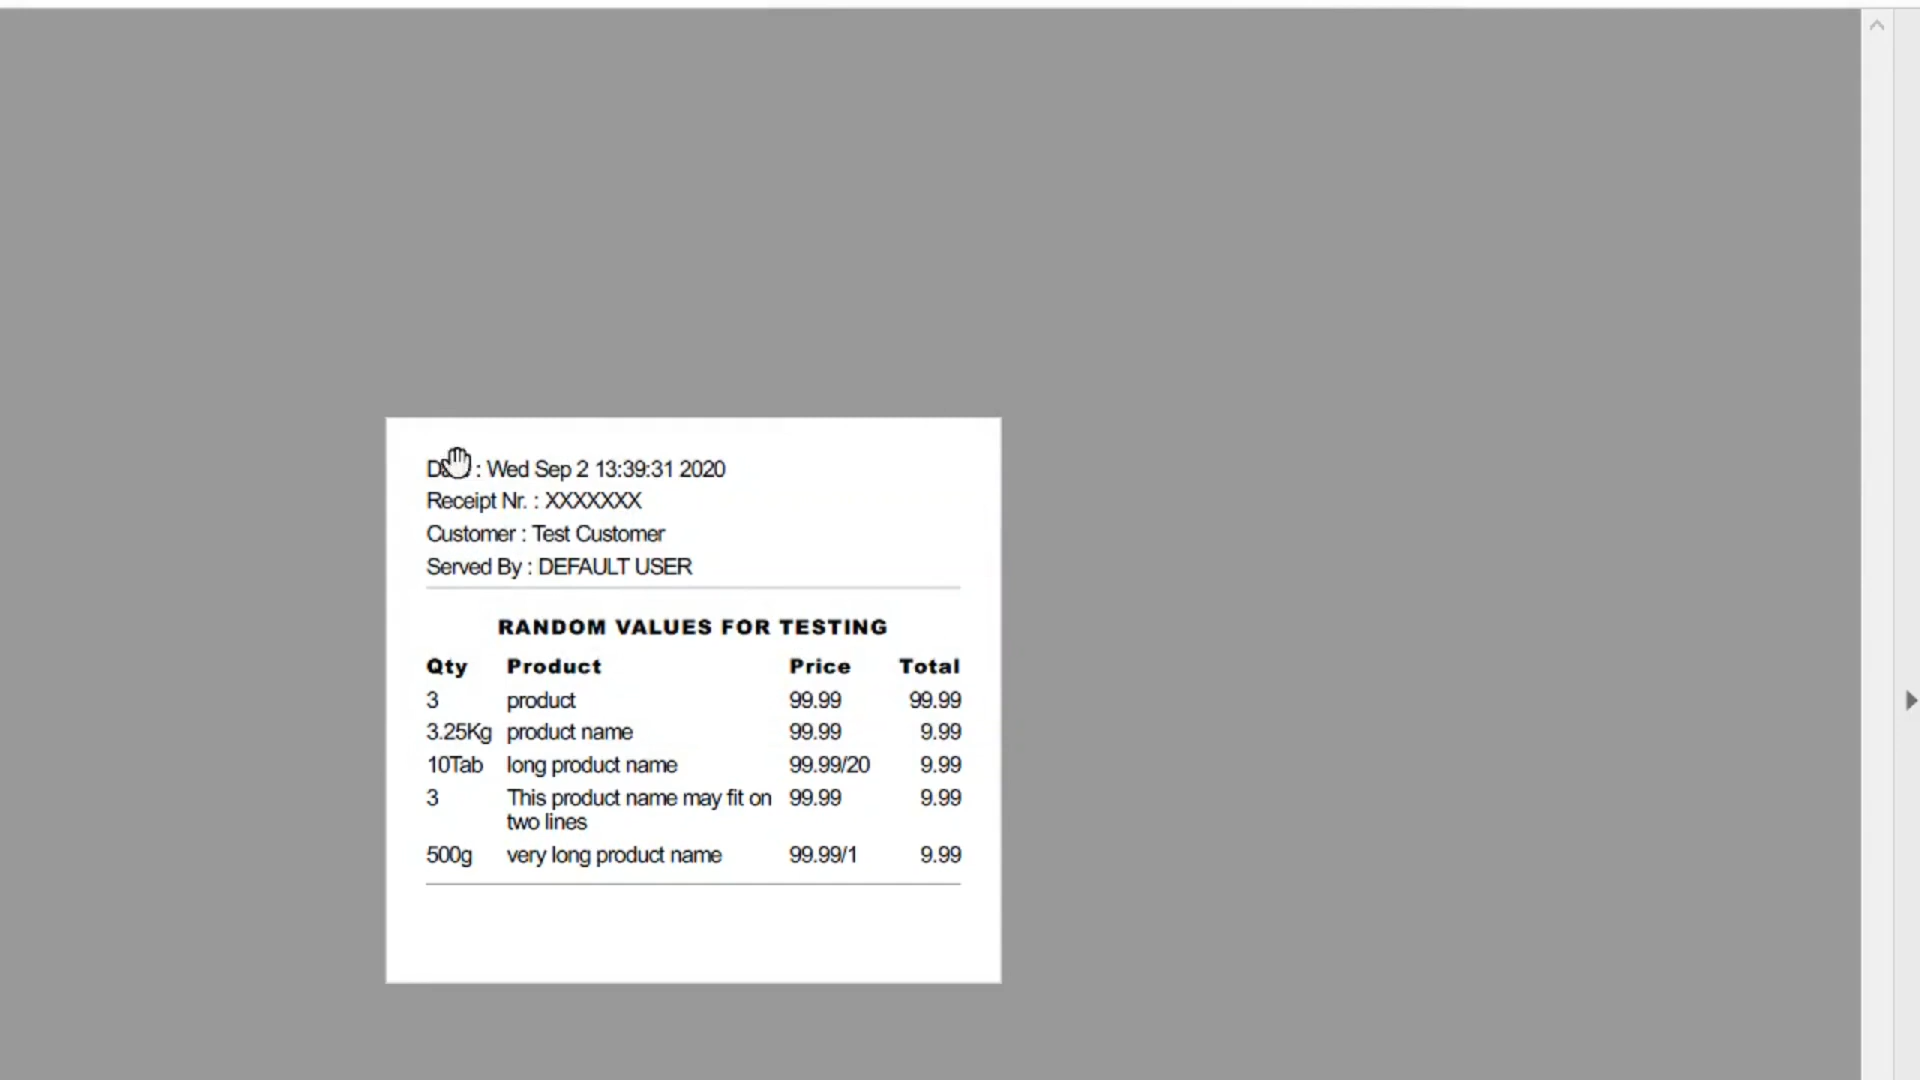 : Wed Sep 2 13:39:31 2020
Receipt Nr. : XXXXXXX
Customer : Test Customer
Served By : DEFAULT USER
RANDOM VALUES FOR TESTING
Qty Product Price Total
3 product 99.99 99.99
3.25Kg product name 99.99 9.99
10Tab long product name 99.99/20 9.99
3 This product name may fit on 99.99 9.99
two lines
500g very long product name 99.99/1 9.99